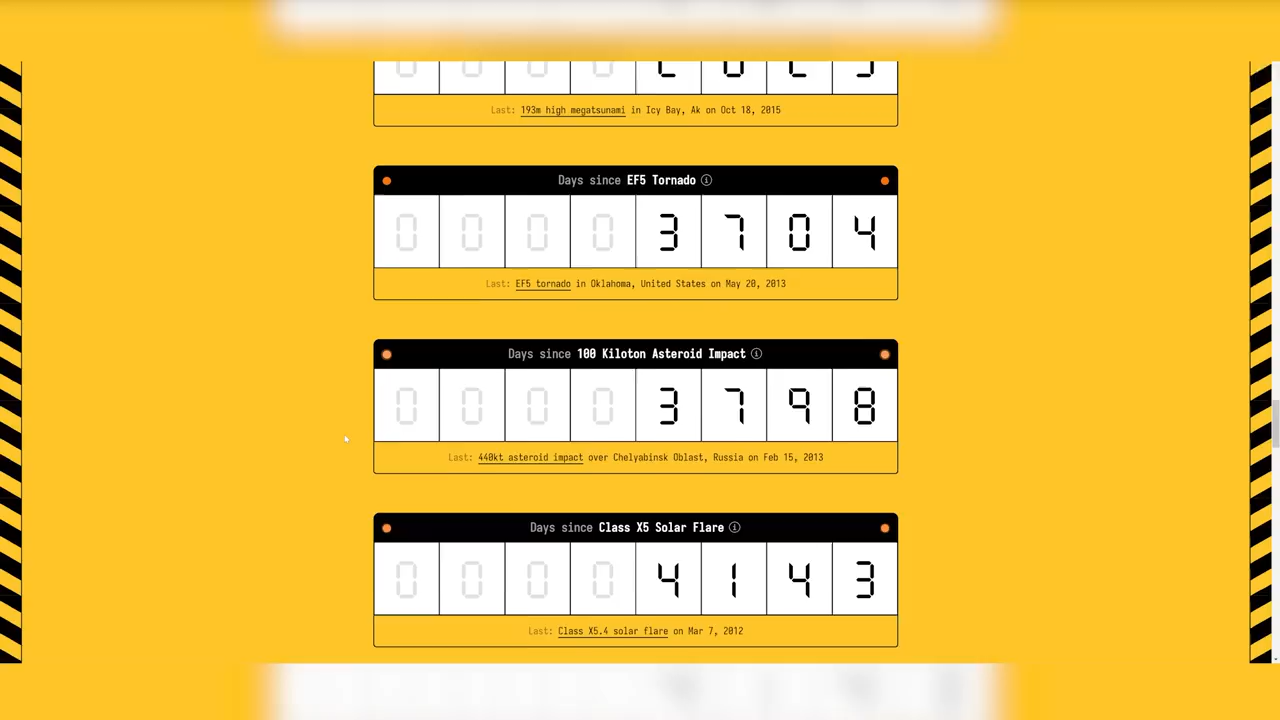 0 0 0 0
Last: 193m high megatsunami in Icy Bay, Ak on Oct 18, 2015
Days since EF5 Tornado
0 0 0 0 3 7 0 4
Last: EF5 tornado in Oklahoma, United States on May 20, 2013
Days since 100 Kiloton Asteroid Impact
0 0 0 0 3 7 9 8
Last: 440kt asteroid impact over Chelyabinsk Oblast, Russia on Feb 15, 2013
Days since Class X5 Solar Flare
0 0 0 0 4 1 4 3
Last: Class X5.4 solar flare on Mar 7, 2012